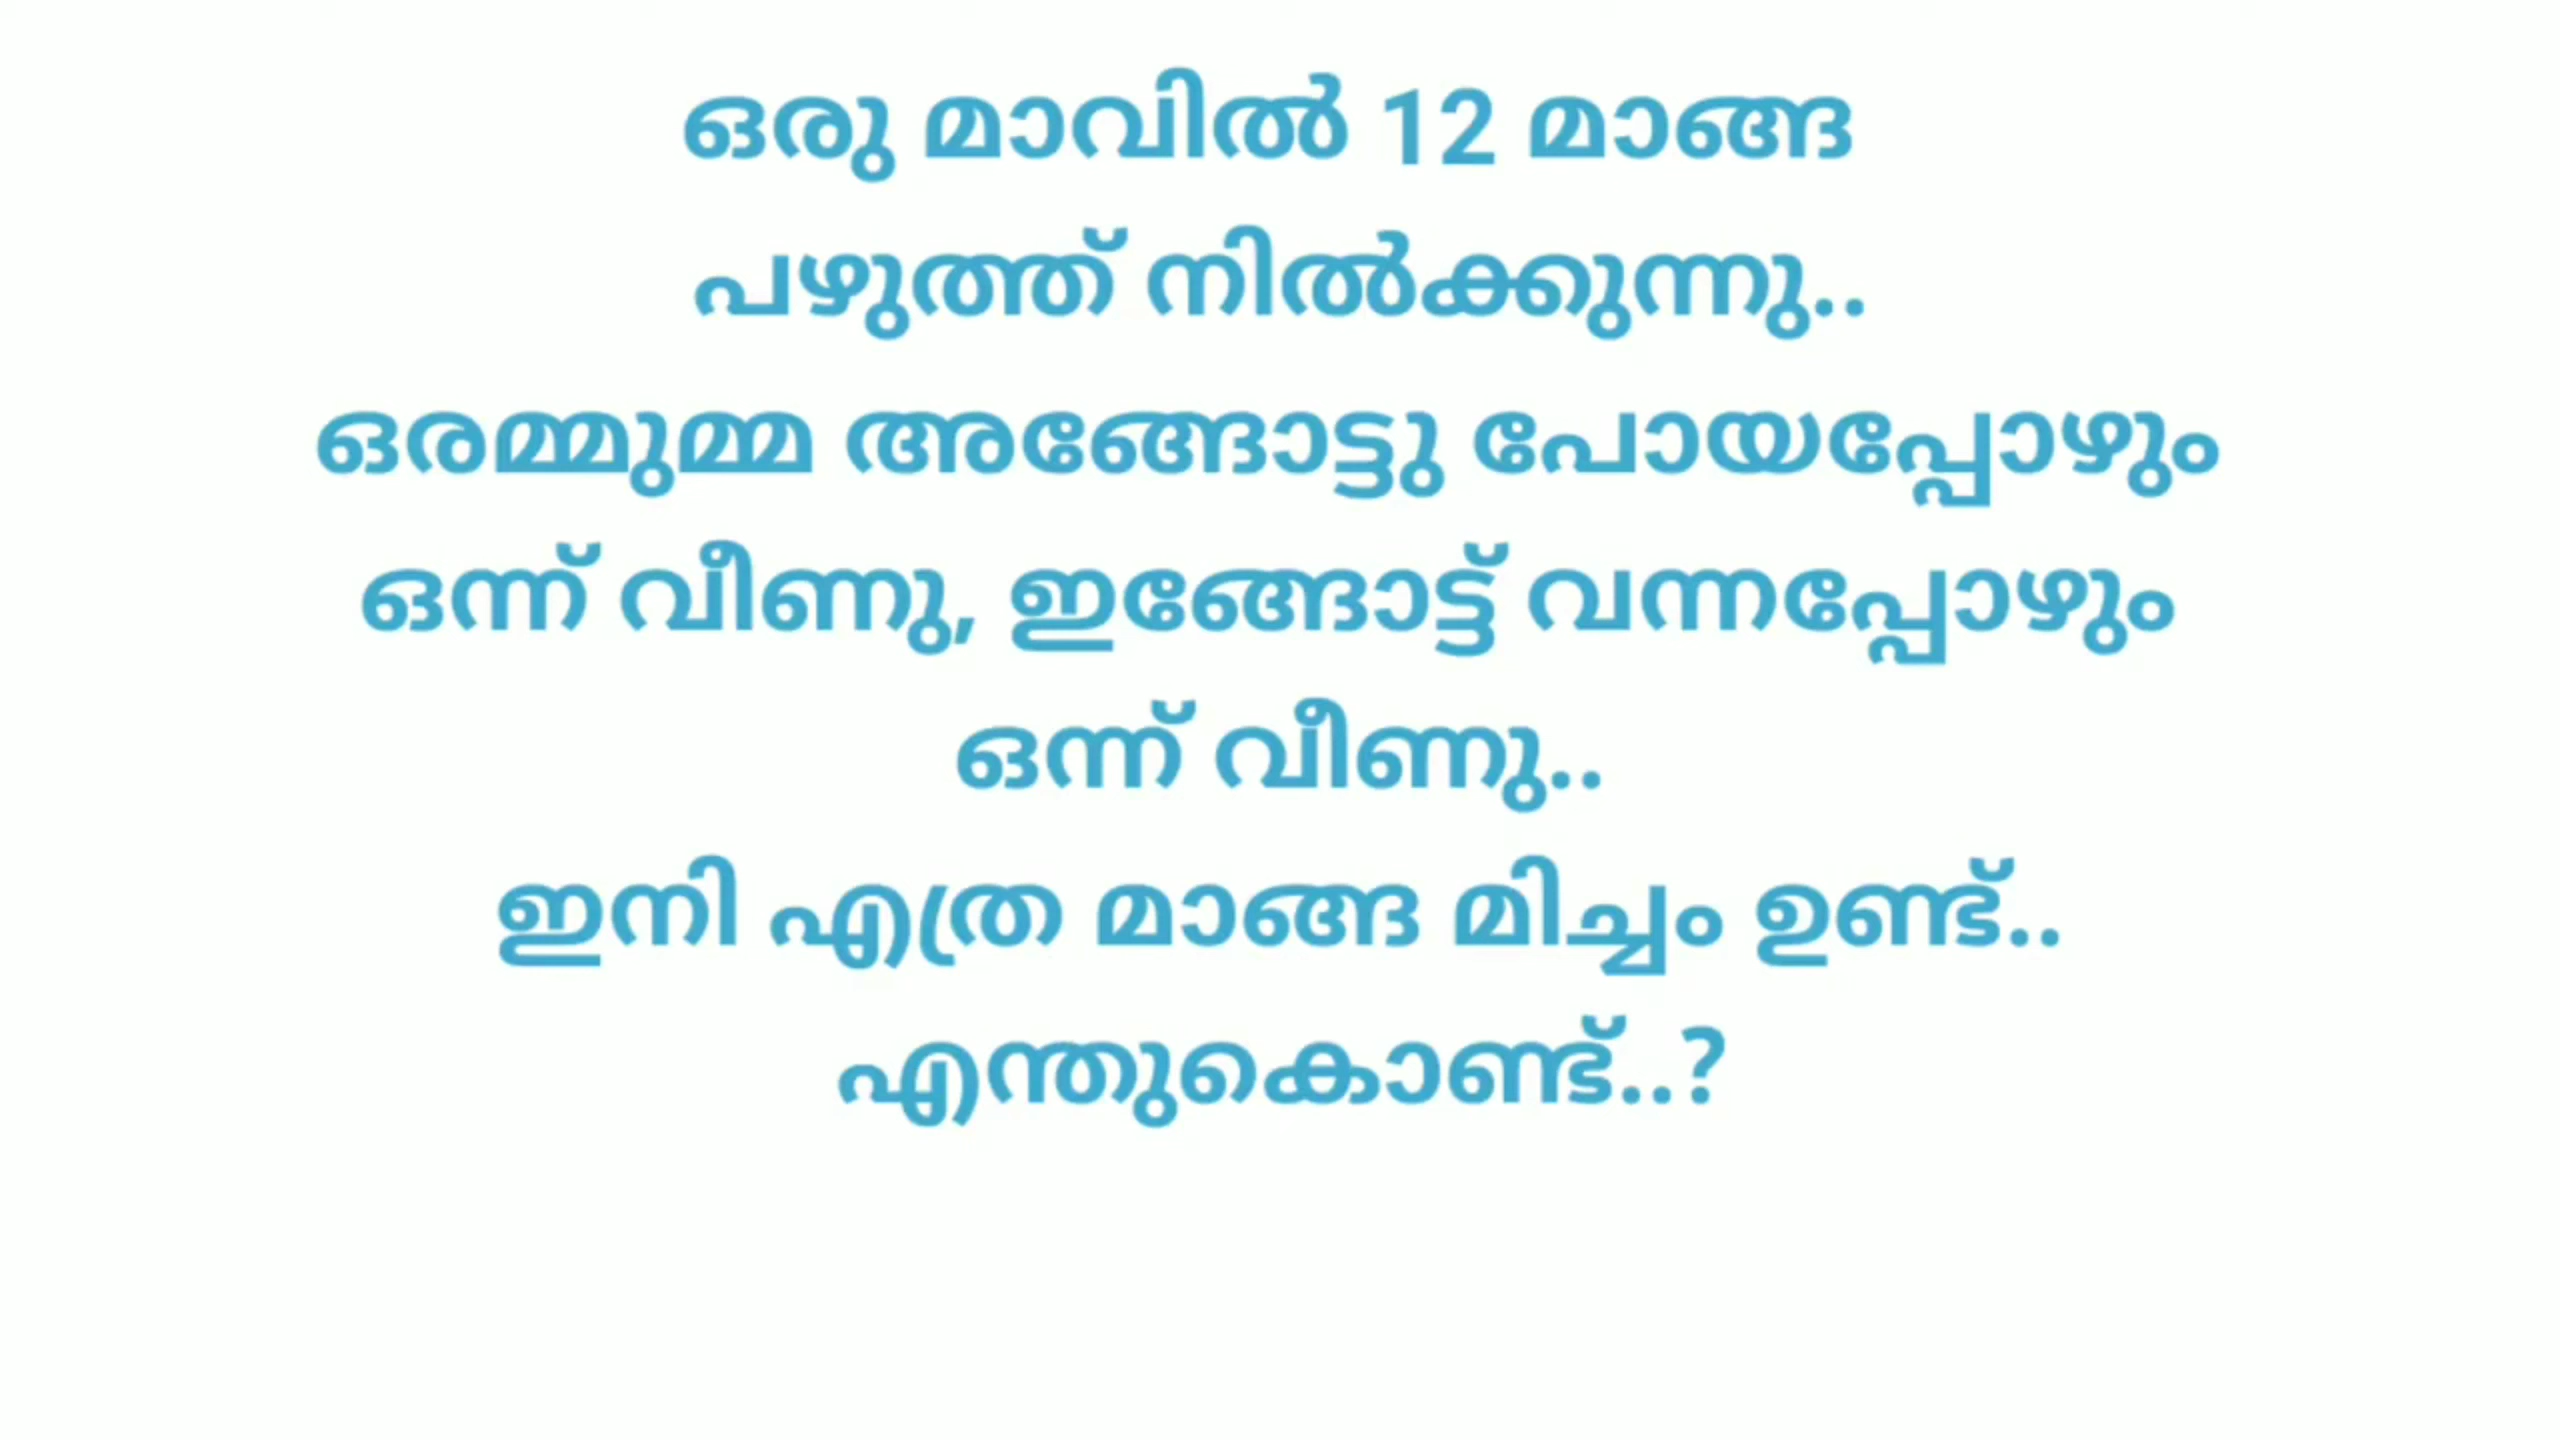 ഒരു മാവിൽ 12 മാങ്ങ
പഴുത്ത് നിൽക്കുന്നു..
ഒരമ്മുമ്മ അങ്ങോട്ടു പോയപ്പോഴും
ഒന്ന് വീണു, ഇങ്ങോട്ട് വന്നപ്പോഴും
ഒന്ന് വീണു..
ഇനി എത്ര മാങ്ങ മിച്ചം ഉണ്ട്..
എന്തുകൊണ്ട്..?